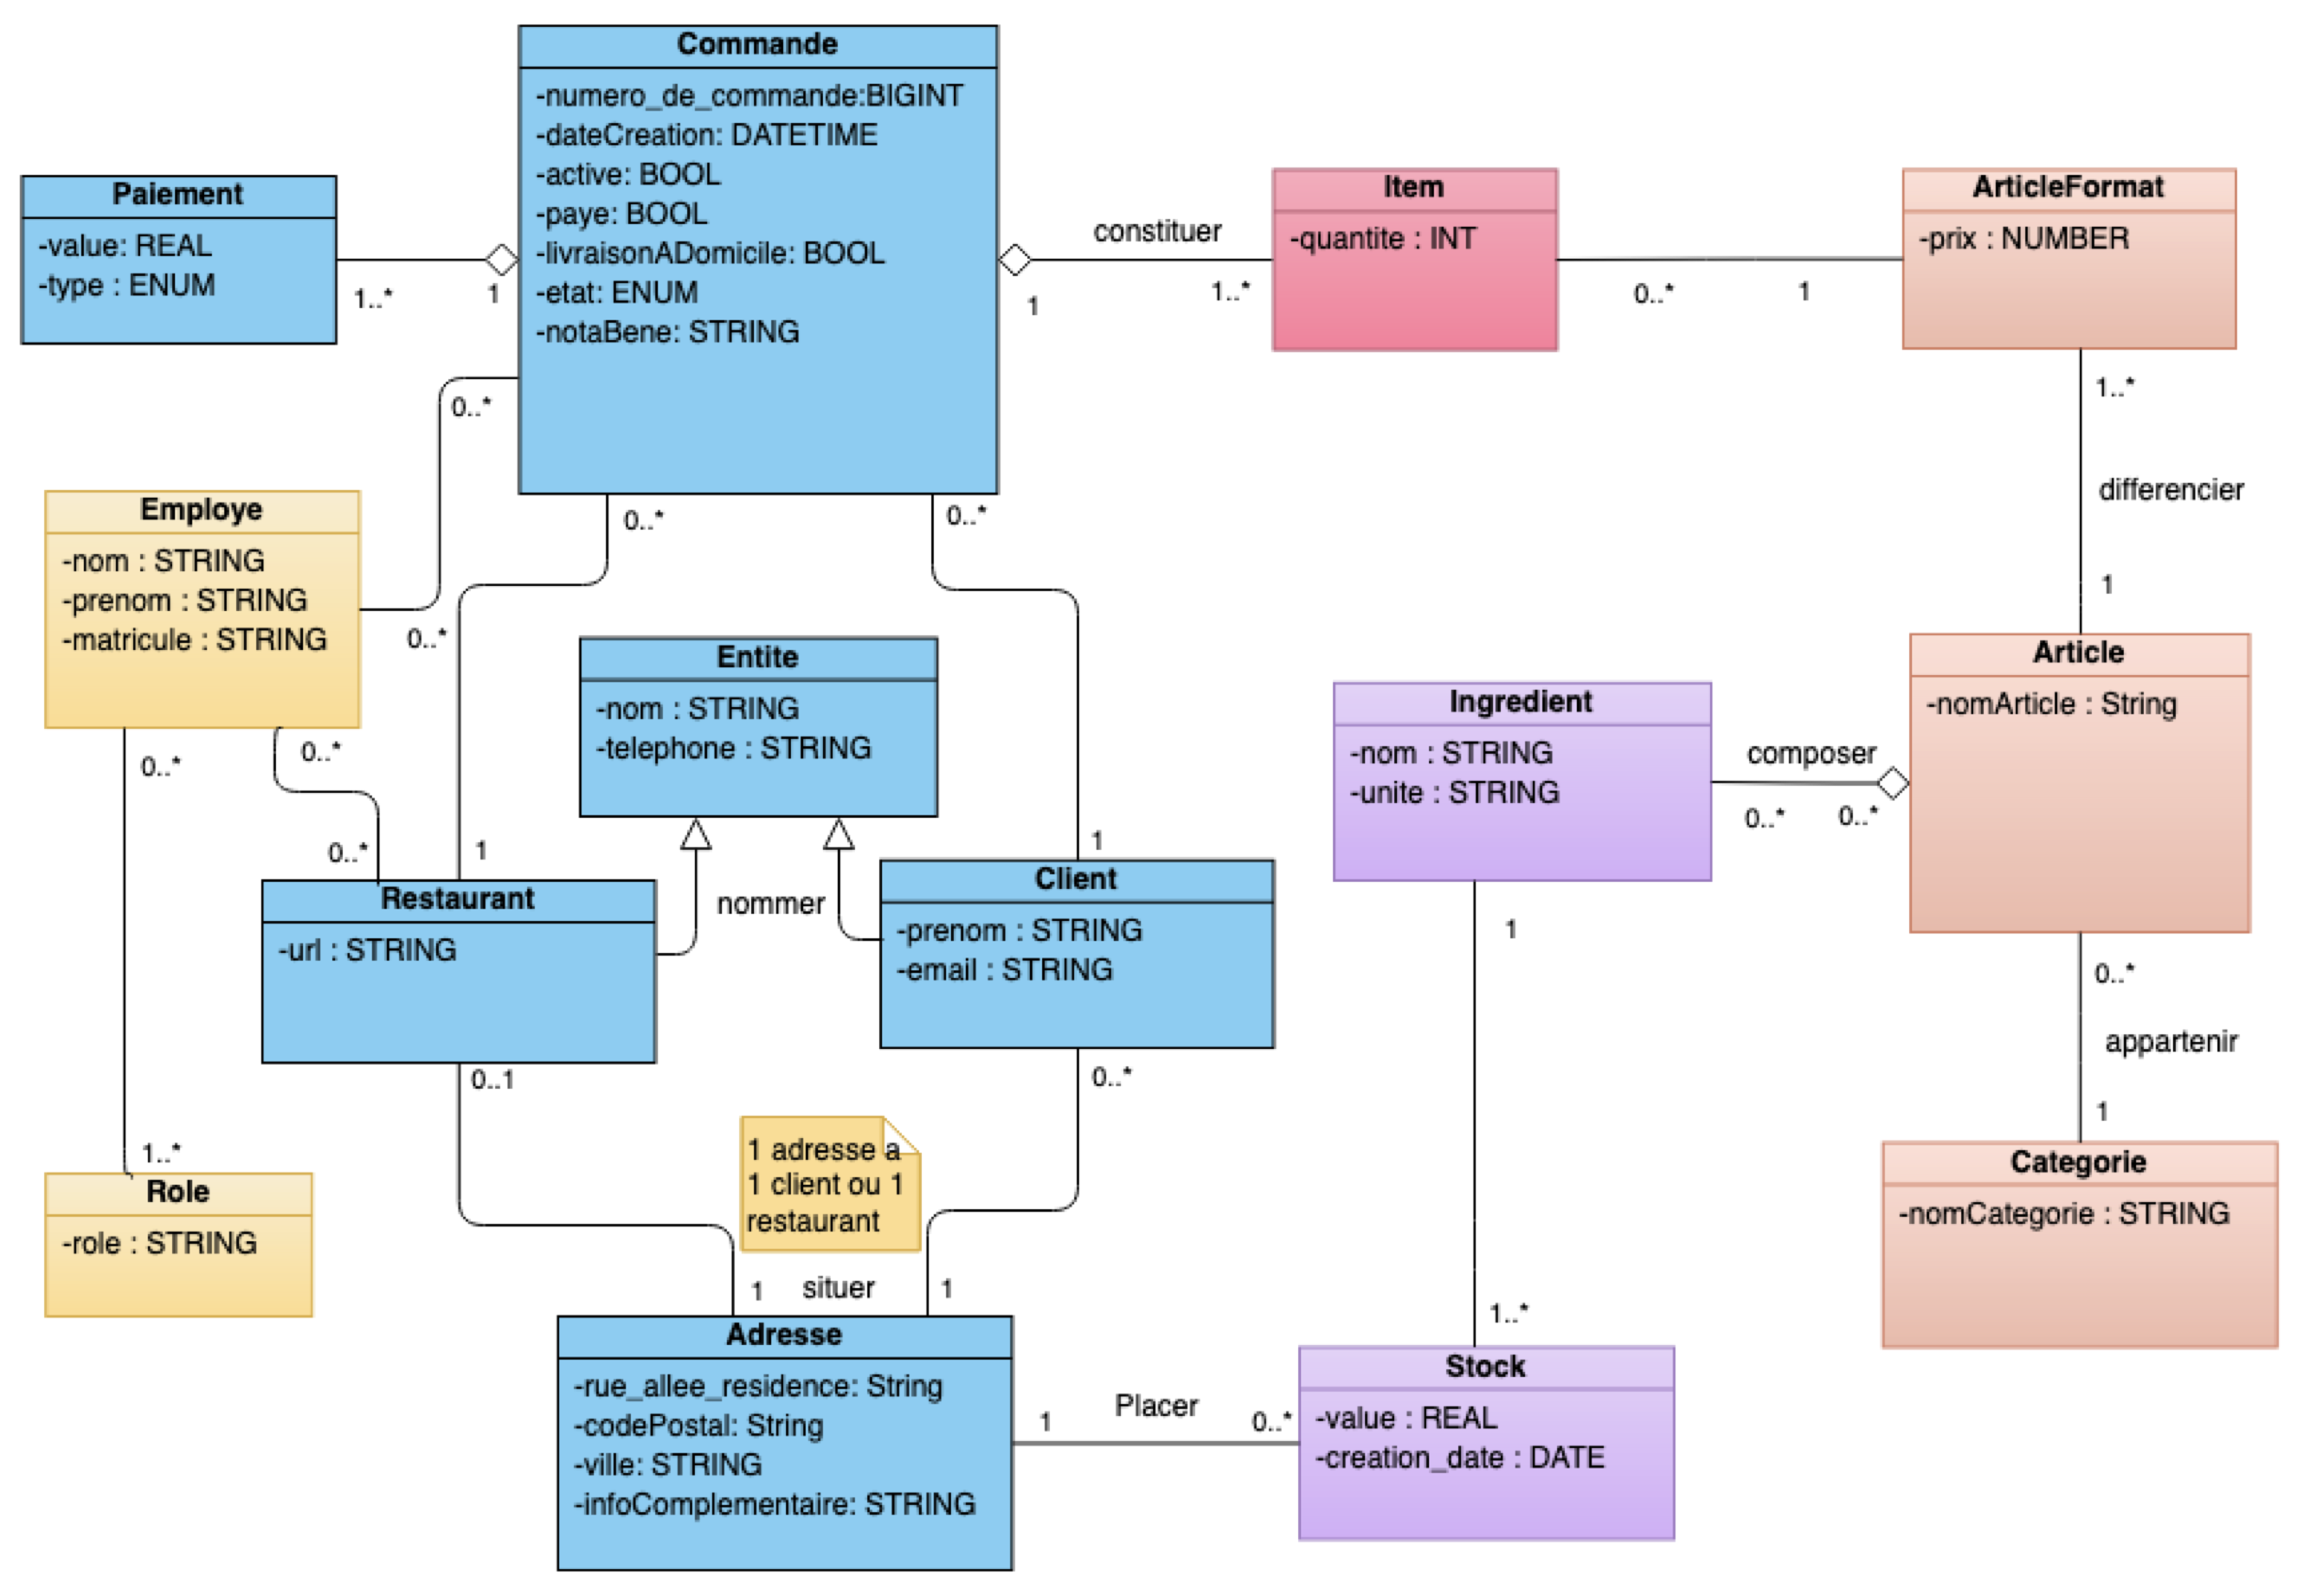 Commande
-numero_de_commande:BIGINT
-dateCreation: DATETIME
-active: BOOL
-paye: BOOL
-livraisonADomicile: BOOL
-etat: ENUM
-notaBene: STRING
Paiement
-value: REAL
-type : ENUM
1..*
1
constituer
1
1..*
Item
-quantite : INT
0..*
1
ArticleFormat
-prix : NUMBER
1..*
differencier
1
0..*
0..*
0..*
Employe
-nom : STRING
-prenom : STRING
-matricule : STRING
0..*
0..*
0..*
0..*
1
Entite
-nom : STRING
-telephone : STRING
nommer
1
Restaurant
-url : STRING
Client
-prenom : STRING
-email : STRING
Ingredient
-nom : STRING
-unite : STRING
composer
0..*
0..*
Article
-nomArticle : String
1
0..*
appartenir
1
Categorie
-nomCategorie : STRING
0..1
0..*
1 adresse a
1 client ou 1
restaurant
1..*
Role
-role : STRING
1
situer
1
Adresse
-rue_allee_residence: String
-codePostal: String
-ville: STRING
-infoComplementaire: STRING
1
Placer
0..*
1..*
Stock
-value : REAL
-creation_date : DATE